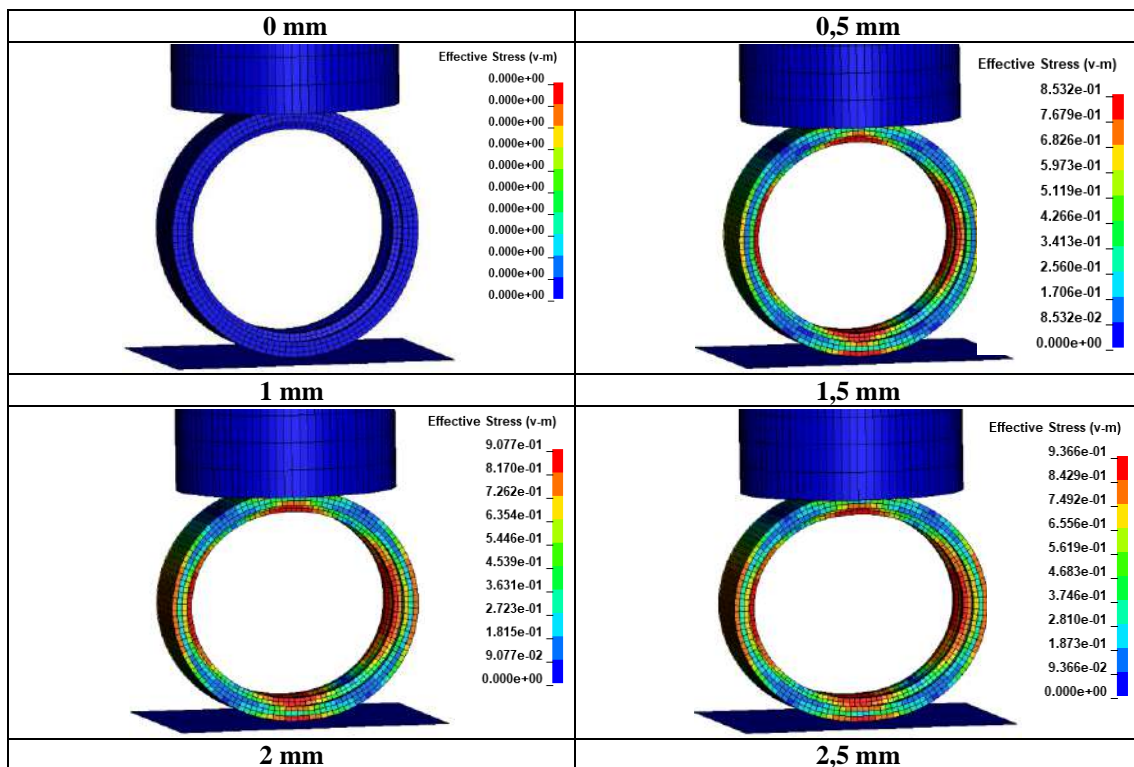 0 mm
0,5 mm
Effective Stress (v-m)
0.000e+00
0.000e+00
0.000e+00
0.000e+00
0.000e+00
0.000e+00
0.000e+00
0.000e+00
0.000e+00
0.000e+00
0.000e+00
Effective Stress (v-m)
8.532e-01
7.679e-01
6.826e-01
5.973e-01
5.119e-01
4.266e-01
3.413e-01
2.560e-01
1.706e-01
8.532e-02
0.000e+00
1 mm
1,5 mm
Effective Stress (v-m)
9.077e-01
8.170e-01
7.262e-01
6.354e-01
5.446e-01
4.539e-01
3.631e-01
2.723e-01
1.815e-01
9.077e-02
0.000e+00
Effective Stress (v-m)
9.366e-01
8.429e-01
7.492e-01
6.556e-01
5.619e-01
4.683e-01
3.746e-01
2.810e-01
1.873e-01
9.366e-02
0.000e+00
2 mm
2,5 mm